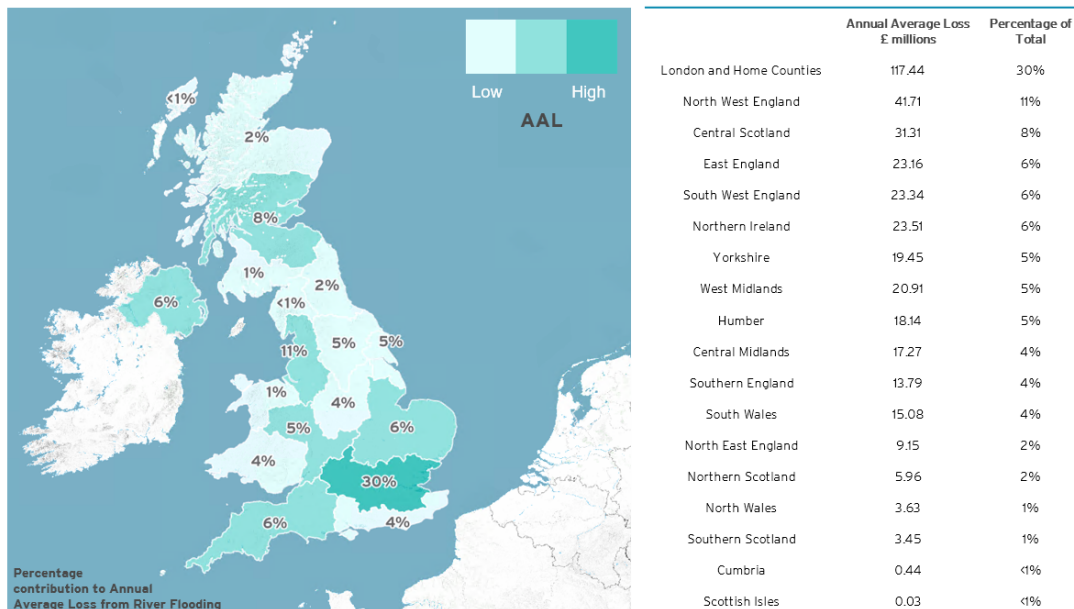 <1%
2%
8%
1%
2%
6%
<1%
5%
5%
11%
1%
4%
5%
6%
4%
30%
6%
4%
Low High
AAL
Percentage
contribution to Annual
Average Loss from River Flooding
Annual Average Loss Percentage of
£ millions Total
London and Home Counties 117.44 30%
North West England 41.71 11%
Central Scotland 31.31 8%
East England 23.16 6%
South West England 23.34 6%
Northern Ireland 23.51 6%
Yorkshire 19.45 5%
West Midlands 20.91 5%
Humber 18.14 5%
Central Midlands 17.27 4%
Southern England 13.79 4%
South Wales 15.08 4%
North East England 9.15 2%
Northern Scotland 5.96 2%
North Wales 3.63 1%
Southern Scotland 3.45 1%
Cumbria 0.44 <1%
Scottish Isles 0.03 <1%